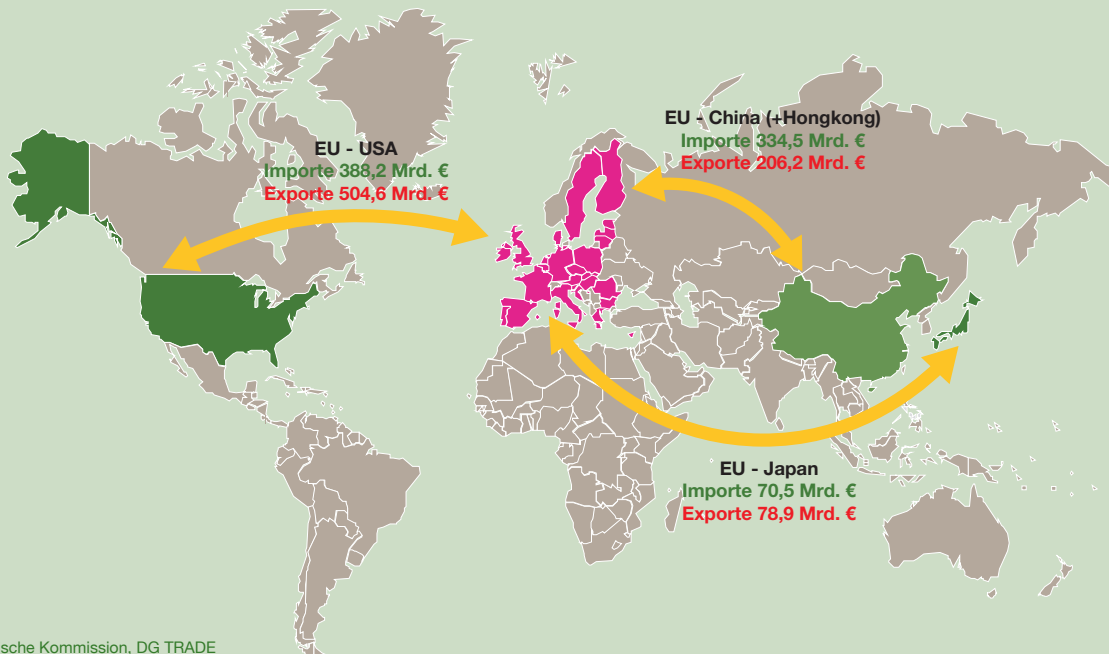 EU - USA
Importe 388,2 Mrd. €
Exporte 504,6 Mrd. €
EU - China (+Hongkong)
Importe 334,5 Mrd. €
Exporte 206,2 Mrd. €
EU - Japan
Importe 70,5 Mrd. €
Exporte 78,9 Mrd. €
sche Kommission, DG TRADE